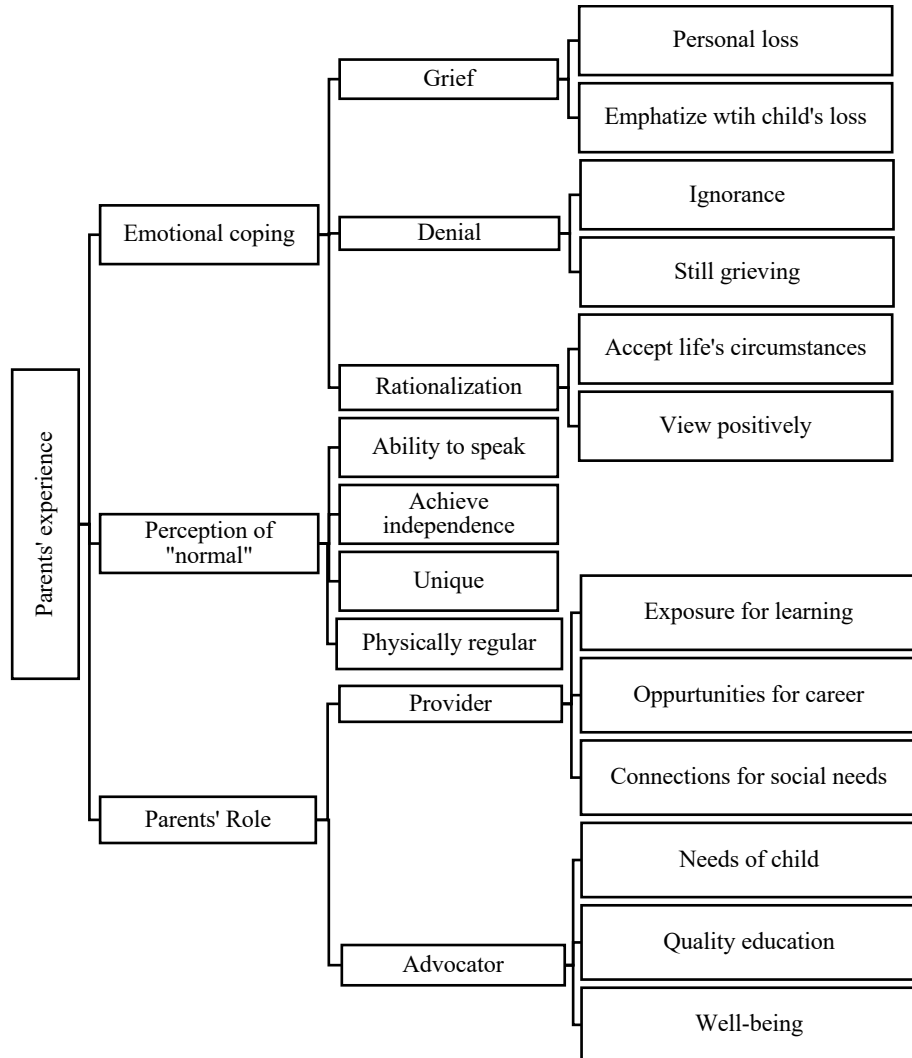 Parents' experience
Emotional coping
Grief
Personal loss
Emphatize wtih child's loss
Denial
Ignorance
Still grieving
Rationalization
Accept life's circumstances
View positively
Perception of
"normal"
Ability to speak
Achieve
independence
Unique
Physically regular
Parents' Role
Provider
Exposure for learning
Oppurtunities for career
Connections for social needs
Advocator
Needs of child
Quality education
Well-being